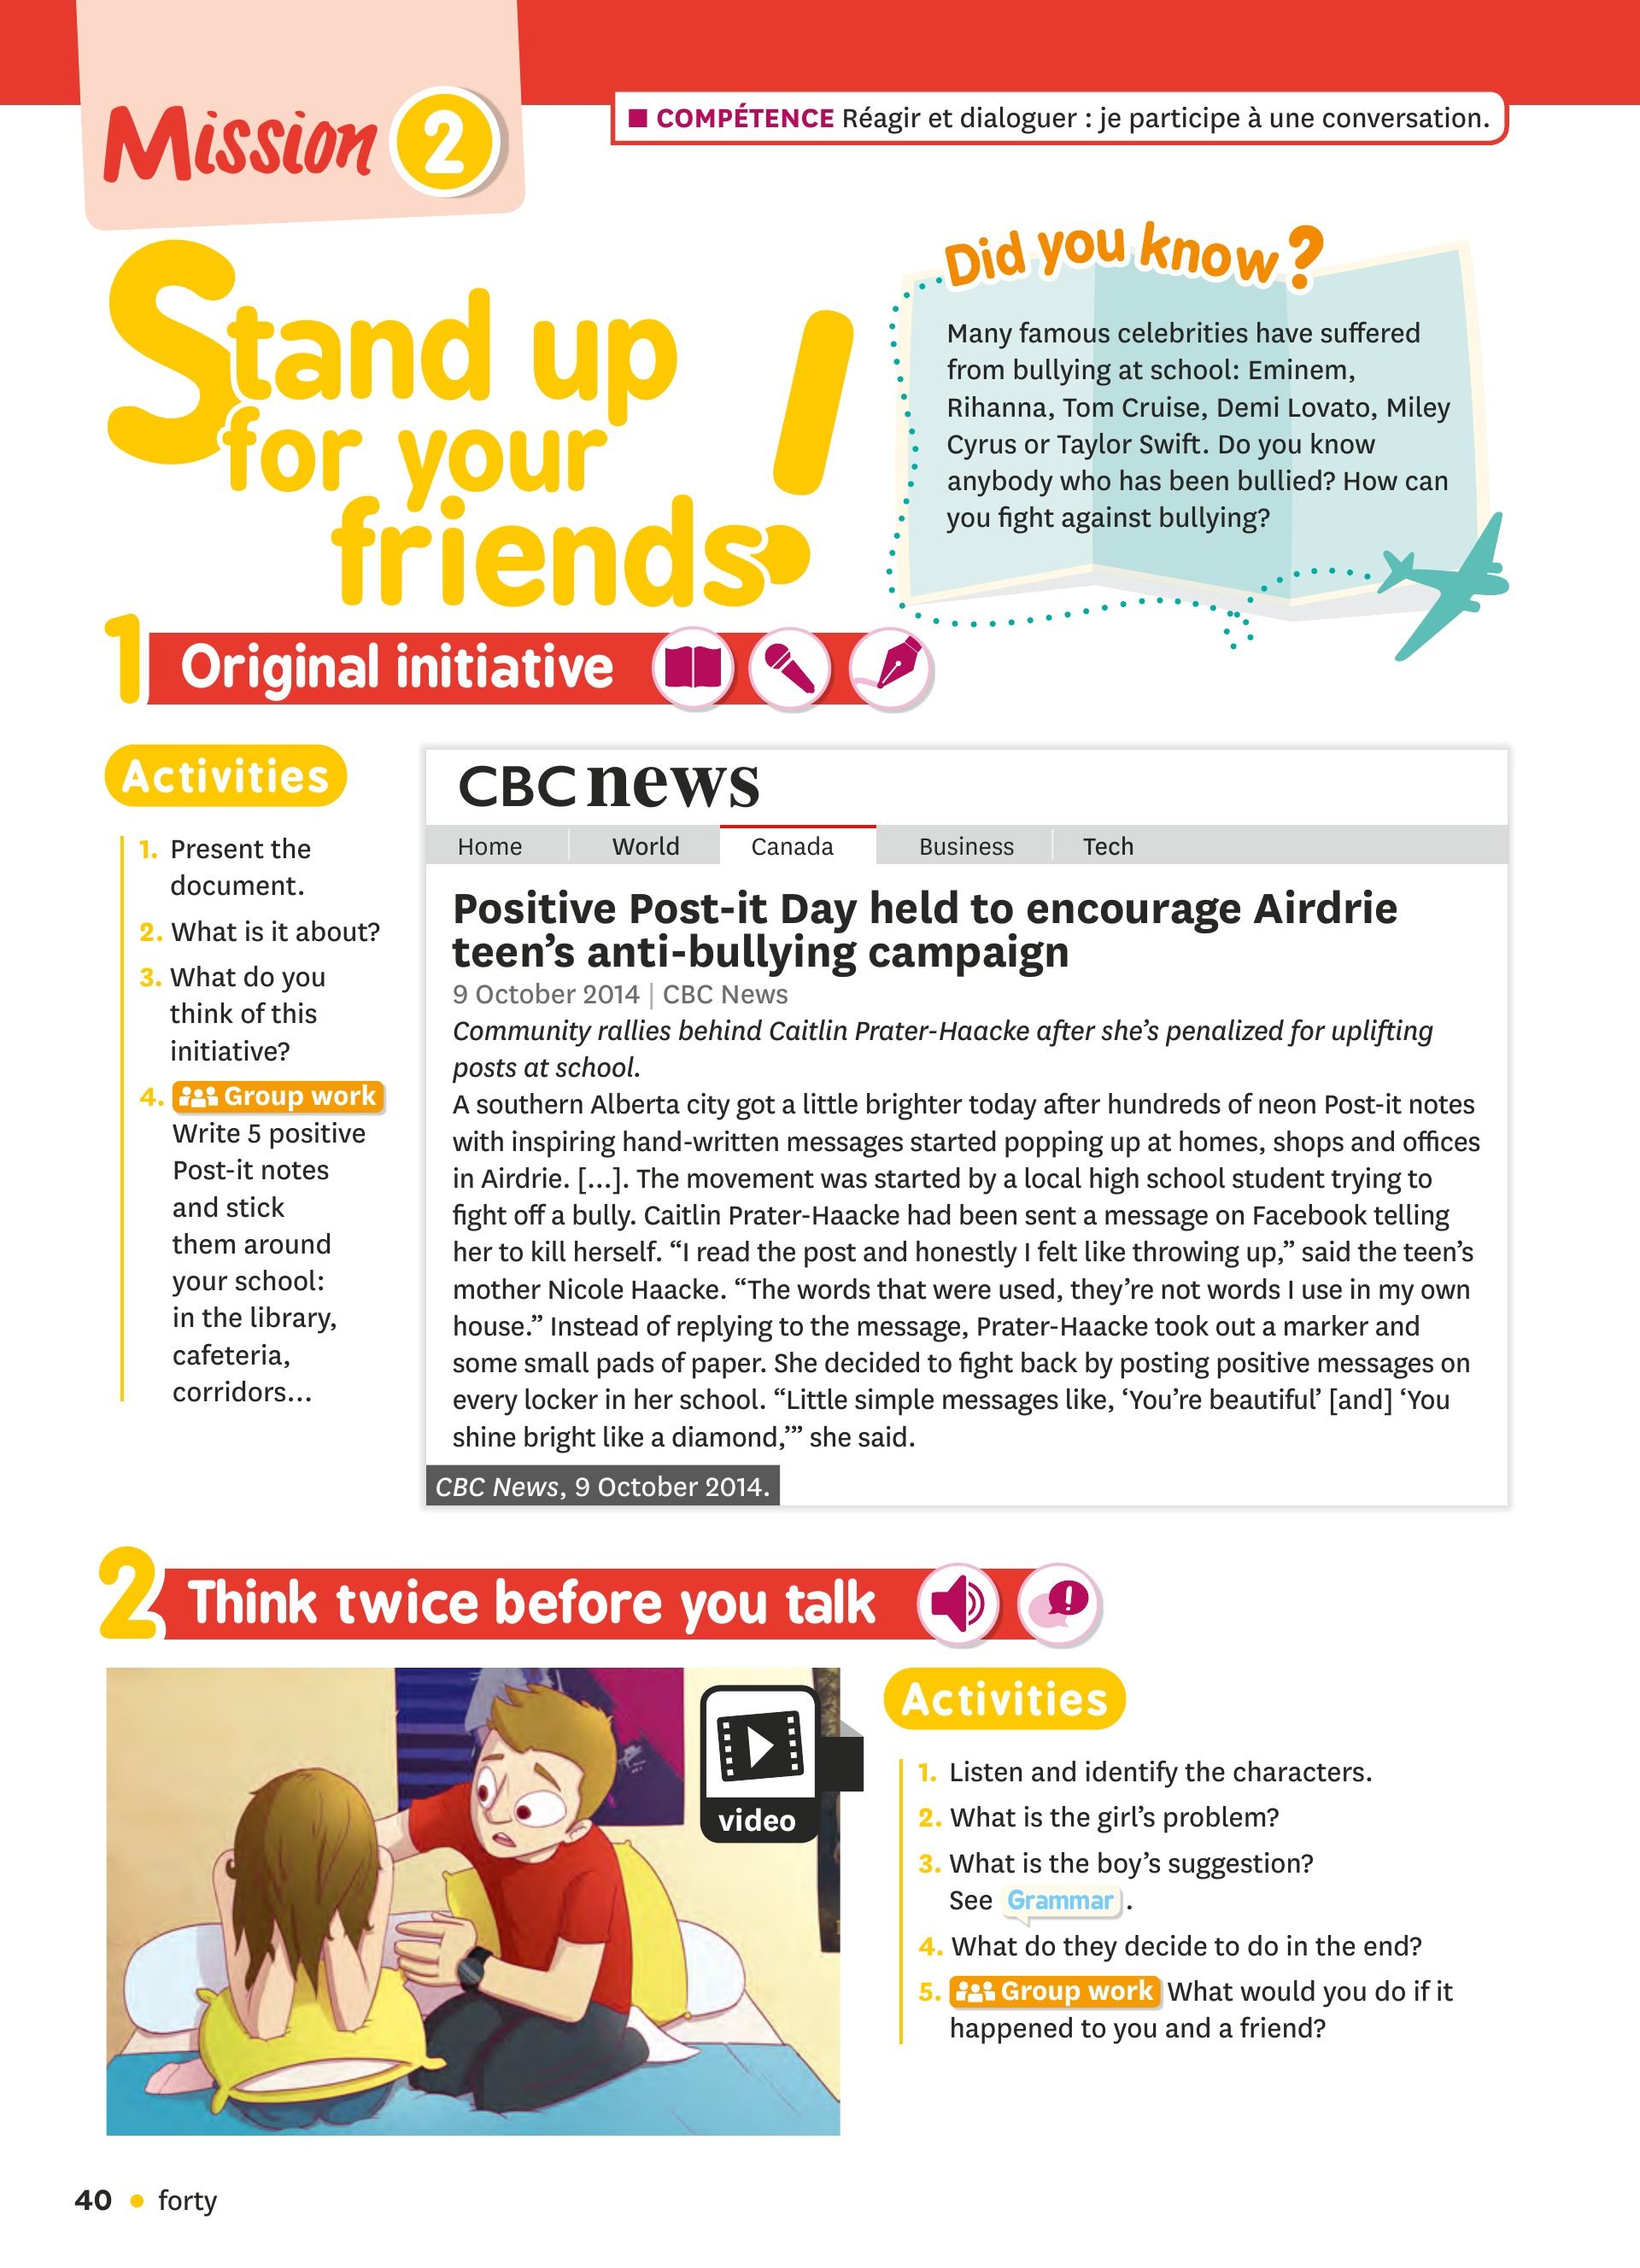 Mission 2
■ COMPÉTENCE Réagir et dialoguer : je participe à une conversation.
Stand up
for your
friends!
Did you know?
Many famous celebrities have suffered
from bullying at school: Eminem,
Rihanna, Tom Cruise, Demi Lovato, Miley
Cyrus or Taylor Swift. Do you know
anybody who has been bullied? How can
you fight against bullying?
1 Original initiative
Activities
1. Present the
document.
2. What is it about?
3. What do you
think of this
initiative?
4. Group work
Write 5 positive
Post-it notes
and stick
them around
your school:
in the library,
cafeteria,
corridors…
CBC news
Home World Canada Business Tech
Positive Post-it Day held to encourage Airdrie
teen’s anti-bullying campaign
9 October 2014 | CBC News
Community rallies behind Caitlin Prater-Haacke after she’s penalized for uplifting
posts at school.
A southern Alberta city got a little brighter today after hundreds of neon Post-it notes
with inspiring hand-written messages started popping up at homes, shops and offices
in Airdrie. […]. The movement was started by a local high school student trying to
fight off a bully. Caitlin Prater-Haacke had been sent a message on Facebook telling
her to kill herself. “I read the post and honestly I felt like throwing up,” said the teen’s
mother Nicole Haacke. “The words that were used, they’re not words I use in my own
house.” Instead of replying to the message, Prater-Haacke took out a marker and
some small pads of paper. She decided to fight back by posting positive messages on
every locker in her school. “Little simple messages like, ‘You’re beautiful’ [and] ‘You
shine bright like a diamond,’” she said.
CBC News, 9 October 2014.
2 Think twice before you talk
video
Activities
1. Listen and identify the characters.
2. What is the girl’s problem?
3. What is the boy’s suggestion?
See Grammar.
4. What do they decide to do in the end?
5. Group work What would you do if it
happened to you and a friend?
40 • forty